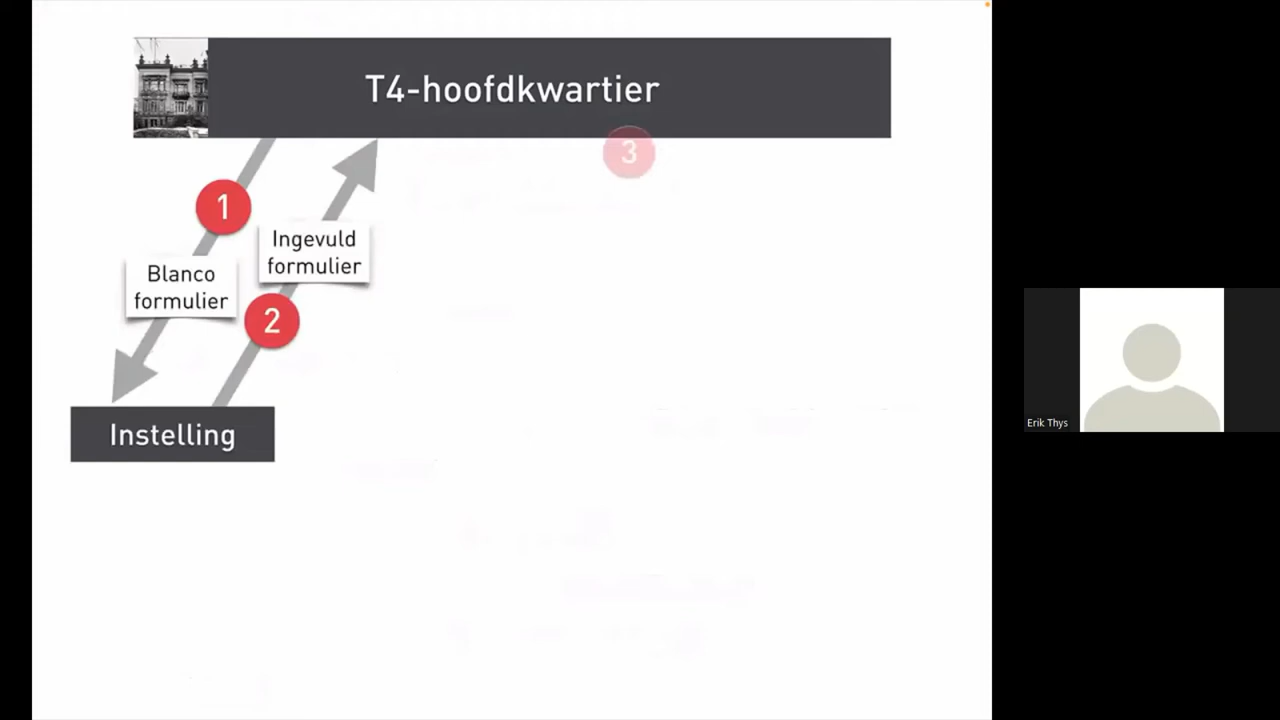 T4-hoofdkwartier
3
1
Ingevuld
formulier
Blanco
formulier
2
Instelling
Erik Thys